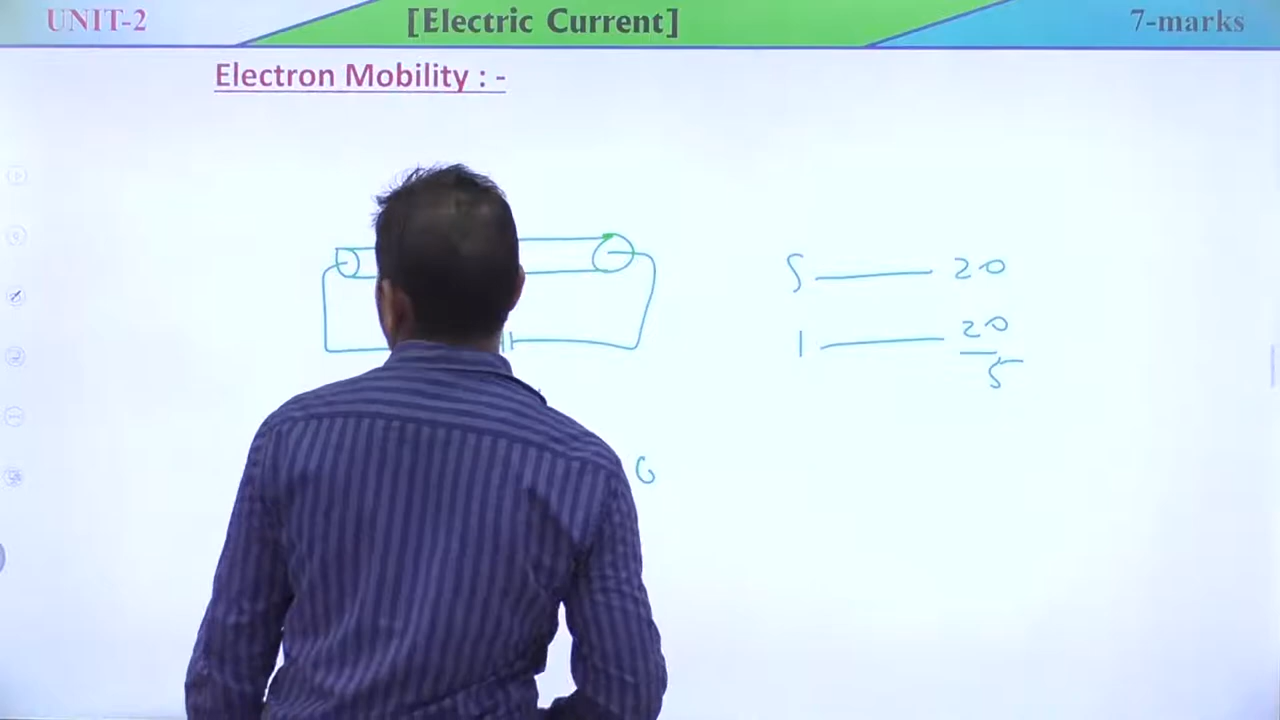 UNIT-2 [Electric Current] 7-marks
Electron Mobility : -
5 — 20
1 — 20
5